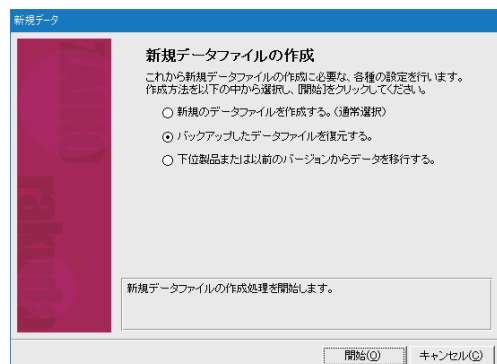 新規データ
新規データファイルの作成
これから新規データファイルの作成に必要な、各種の設定を行います。
作成方法を以下の中から選択し、[開始]をクリックしてください。
新規のデータファイルを作成する。(通常選択)
バックアップしたデータファイルを復元する。
下位製品または以前のバージョンからデータを移行する。
TAIKO rakuda
新規データファイルの作成処理を開始します。
開始(O)
キャンセル(C)